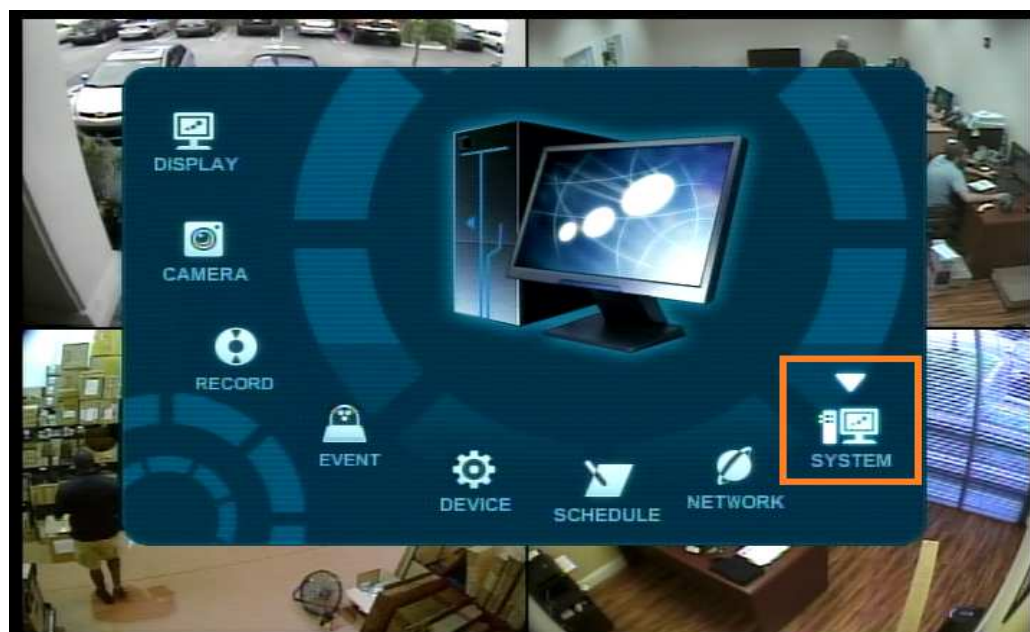 DISPLAY
CAMERA
RECORD
EVENT
DEVICE
SCHEDULE
NETWORK
SYSTEM